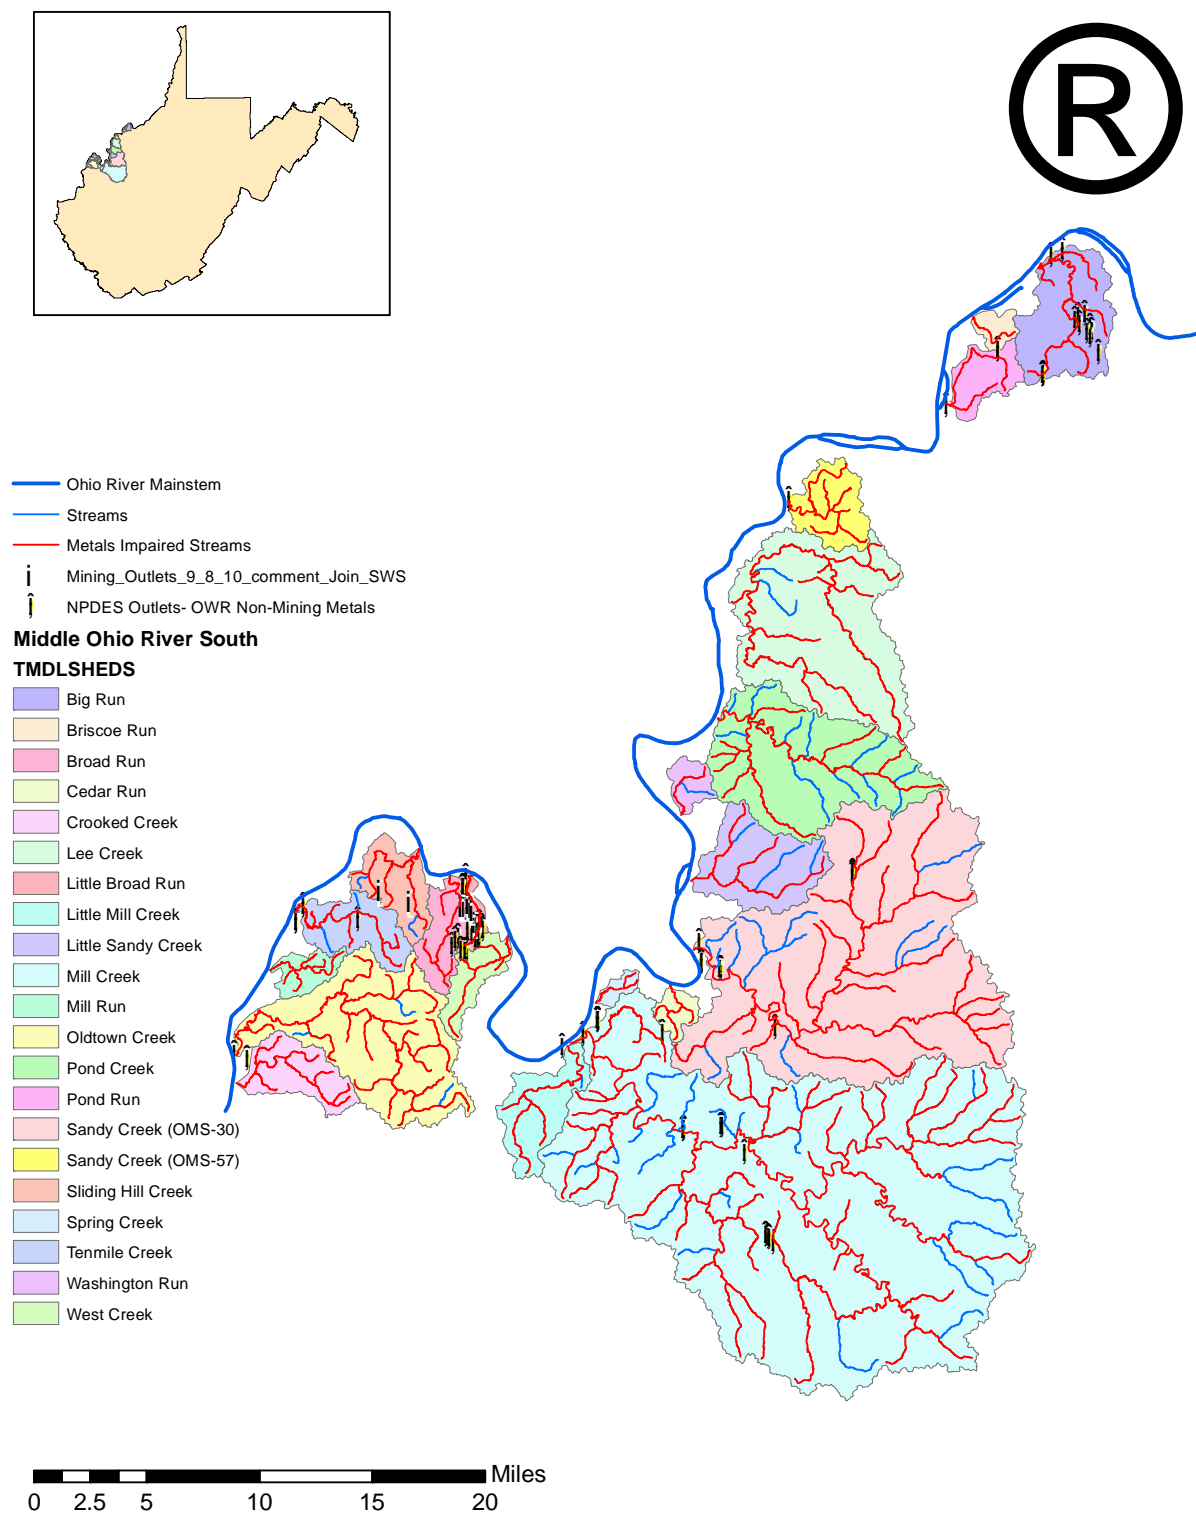 R
Ohio River Mainstem
Streams
Metals Impaired Streams
Mining_Outlets_9_8_10_comment_Join_SWS
NPDES Outlets- OWR Non-Mining Metals
Middle Ohio River South
TMDLSHEDS
Big Run
Briscoe Run
Broad Run
Cedar Run
Crooked Creek
Lee Creek
Little Broad Run
Little Mill Creek
Little Sandy Creek
Mill Creek
Mill Run
Oldtown Creek
Pond Creek
Pond Run
Sandy Creek (OMS-30)
Sandy Creek (OMS-57)
Sliding Hill Creek
Spring Creek
Tenmile Creek
Washington Run
West Creek
Miles
0 2.5 5 10 15 20